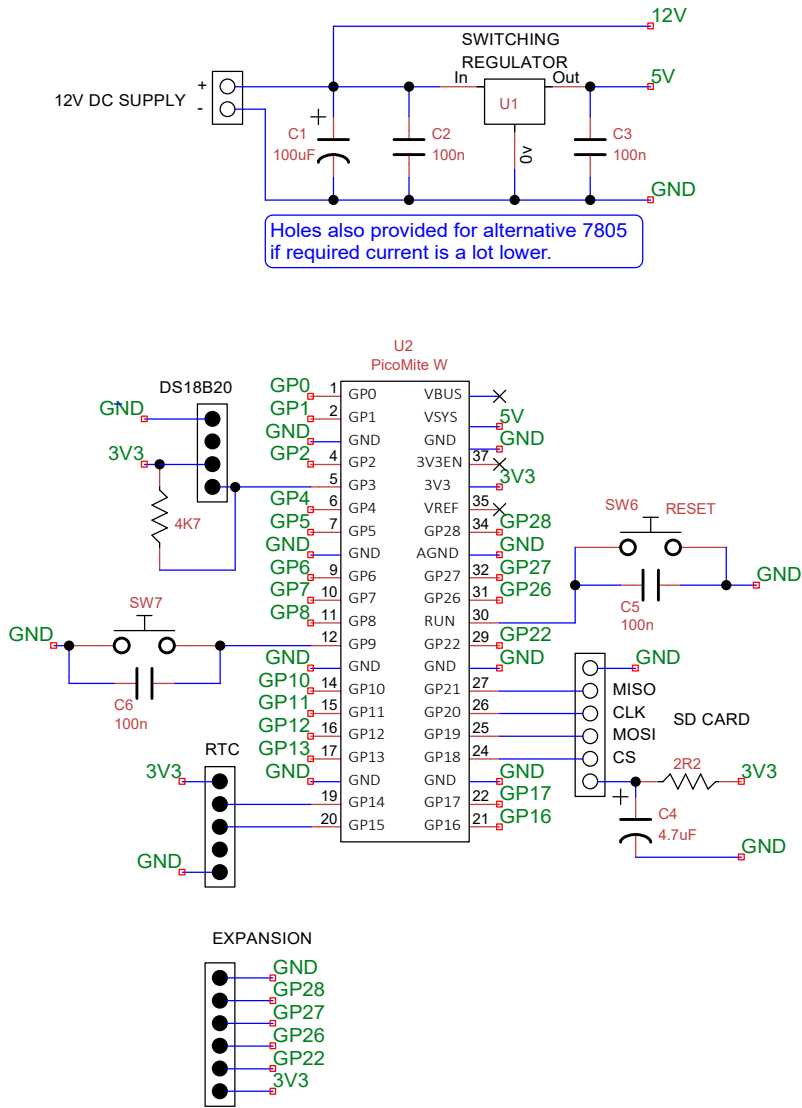 12V
SWITCHING
REGULATOR
In
Out
5V
12V DC SUPPLY
+
-
U1
+
C1
100uF
C2
100n
0v
C3
100n
GND
Holes also provided for alternative 7805
if required current is a lot lower.
U2
PicoMite W
DS18B20
GND
3V3
4K7
GP0 1 GP0
GP1 2 GP1
GND GND
GP2 4 GP2
5 GP3
GP4 6 GP4
GP5 7 GP5
GND GND
GP6 9 GP6
GP7 10 GP7
GP8 11 GP8
12 GP9
GND GND
GP10 14 GP10
GP11 15 GP11
GP12 16 GP12
GP13 17 GP13
GND GND
19 GP14
20 GP15
VBUS
VSYS 5V
GND GND
3V3EN 37
3V3 3V3
VREF 35
GP28 34 GP28
AGND GND
GP27 32 GP27
GP26 31 GP26
RUN 30
GP22 29 GP22
GND GND
GP21 27
GP20 26
GP19 25
GP18 24
GND GND
GP17 22 GP17
GP16 21 GP16
SW6 RESET
GND
C5
100n
SW7
GND
C6
100n
RTC
3V3
GND
GND
MISO
CLK
MOSI
CS
SD CARD
2R2
3V3
+
C4
4.7uF
GND
EXPANSION
GND
GP28
GP27
GP26
GP22
3V3